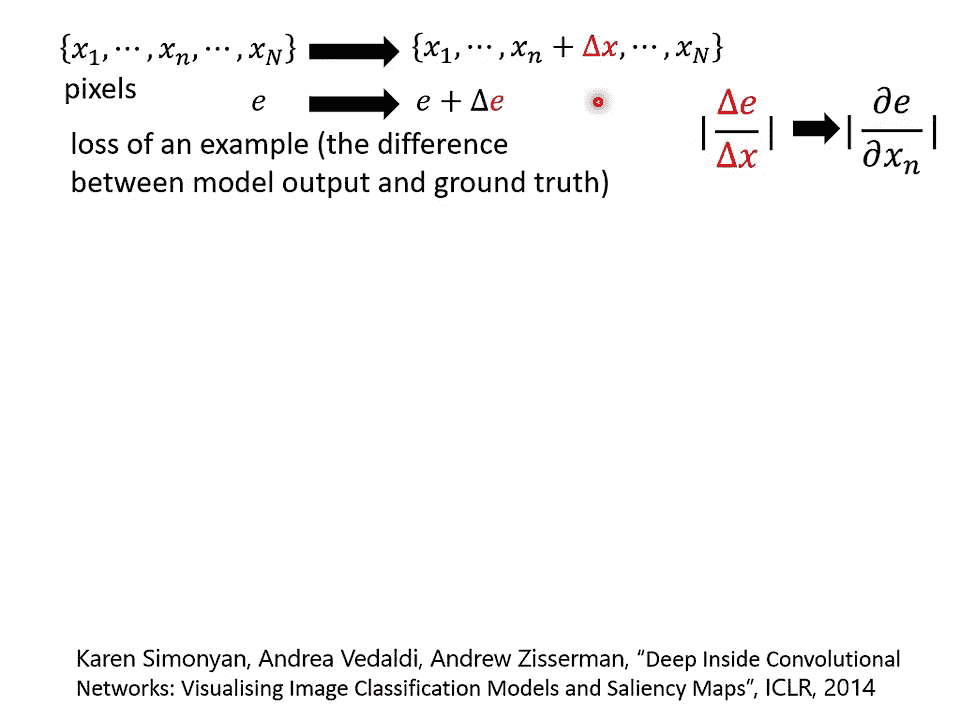 {x₁, ⋯, xₙ, ⋯, x_N} {x₁, ⋯, xₙ + Δx, ⋯, x_N}
pixels
e e + Δe
|Δe/Δx| |∂e/∂xₙ|
loss of an example (the difference
between model output and ground truth)
Karen Simonyan, Andrea Vedaldi, Andrew Zisserman, “Deep Inside Convolutional
Networks: Visualising Image Classification Models and Saliency Maps”, ICLR, 2014